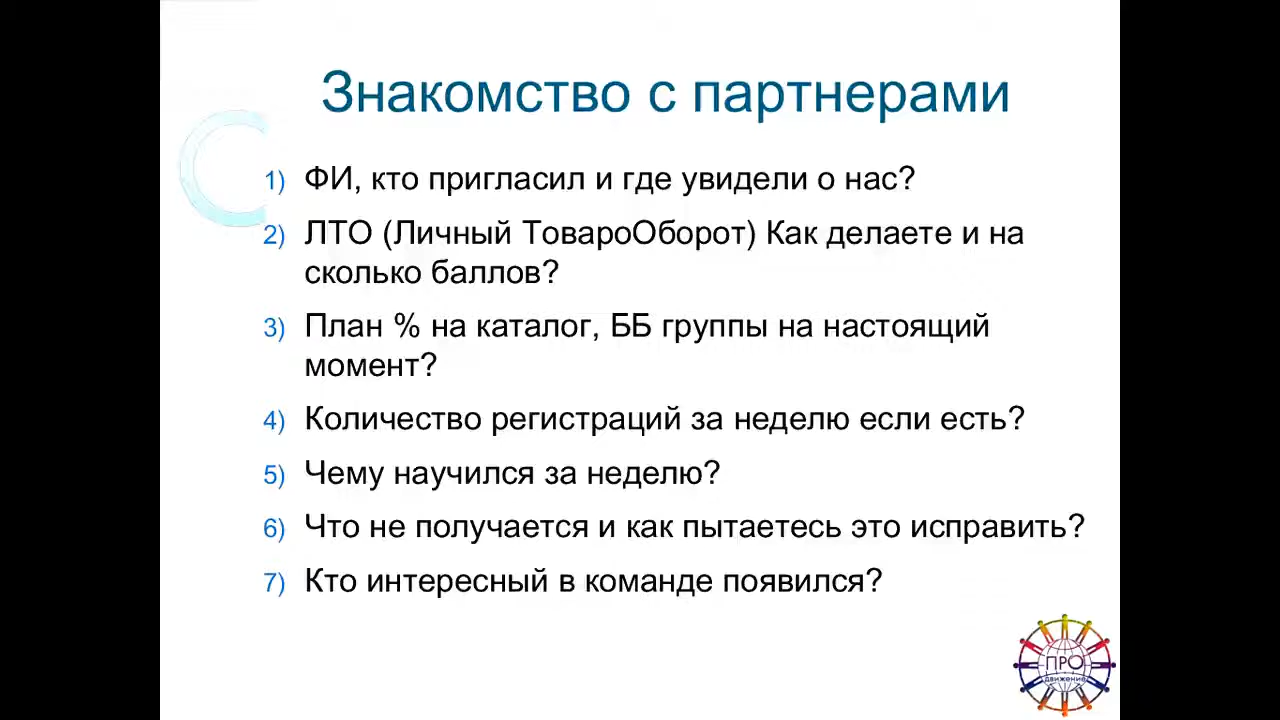 Знакомство с партнерами
1) ФИ, кто пригласил и где увидели о нас?
2) ЛТО (Личный ТовароОборот) Как делаете и на
сколько баллов?
3) План % на каталог, ББ группы на настоящий
момент?
4) Количество регистраций за неделю если есть?
5) Чему научился за неделю?
6) Что не получается и как пытаетесь это исправить?
7) Кто интересный в команде появился?
ПРО
движение